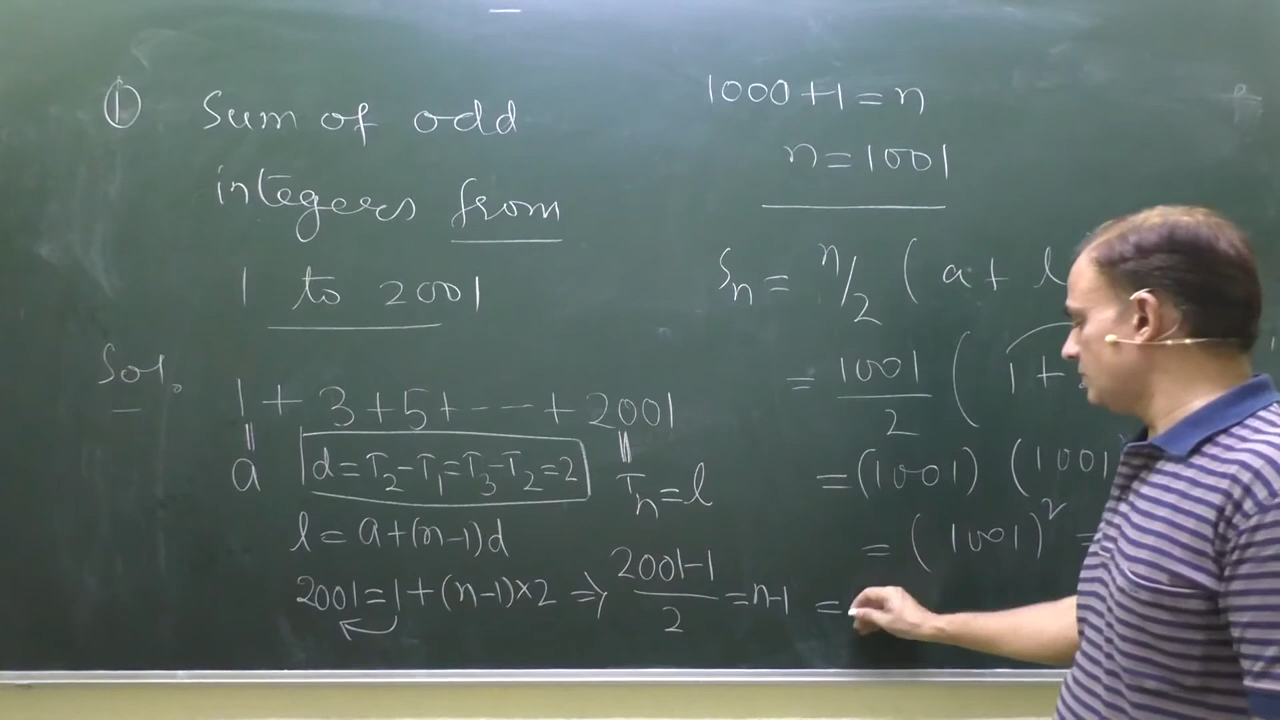 ① Sum of odd
integers from
1 to 2001
Sol.
1 + 3 + 5 + - - - + 2001
a d = T₂ - T₁ = T₃ - T₂ = 2 Tₙ = l
l = a + (n-1)d
2001 = 1 + (n-1) × 2 ⇒ 2001-1 / 2 = n-1 =
1000 + 1 = n
n = 1001
Sₙ = n/2 ( a + l
= 1001/2 ( 1 +
= (1001) (1001
= (1001)² =